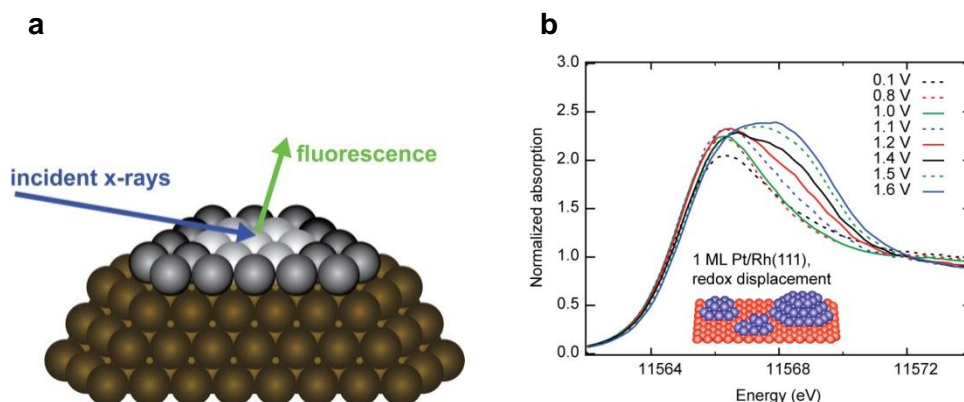 a
incident x-rays
fluorescence
b
Normalized absorption
3.0
2.5
2.0
1.5
1.0
0.5
0.0
0.1 V
0.8 V
1.0 V
1.1 V
1.2 V
1.4 V
1.5 V
1.6 V
1 ML Pt/Rh(111),
redox displacement
11564
11568
11572
Energy (eV)